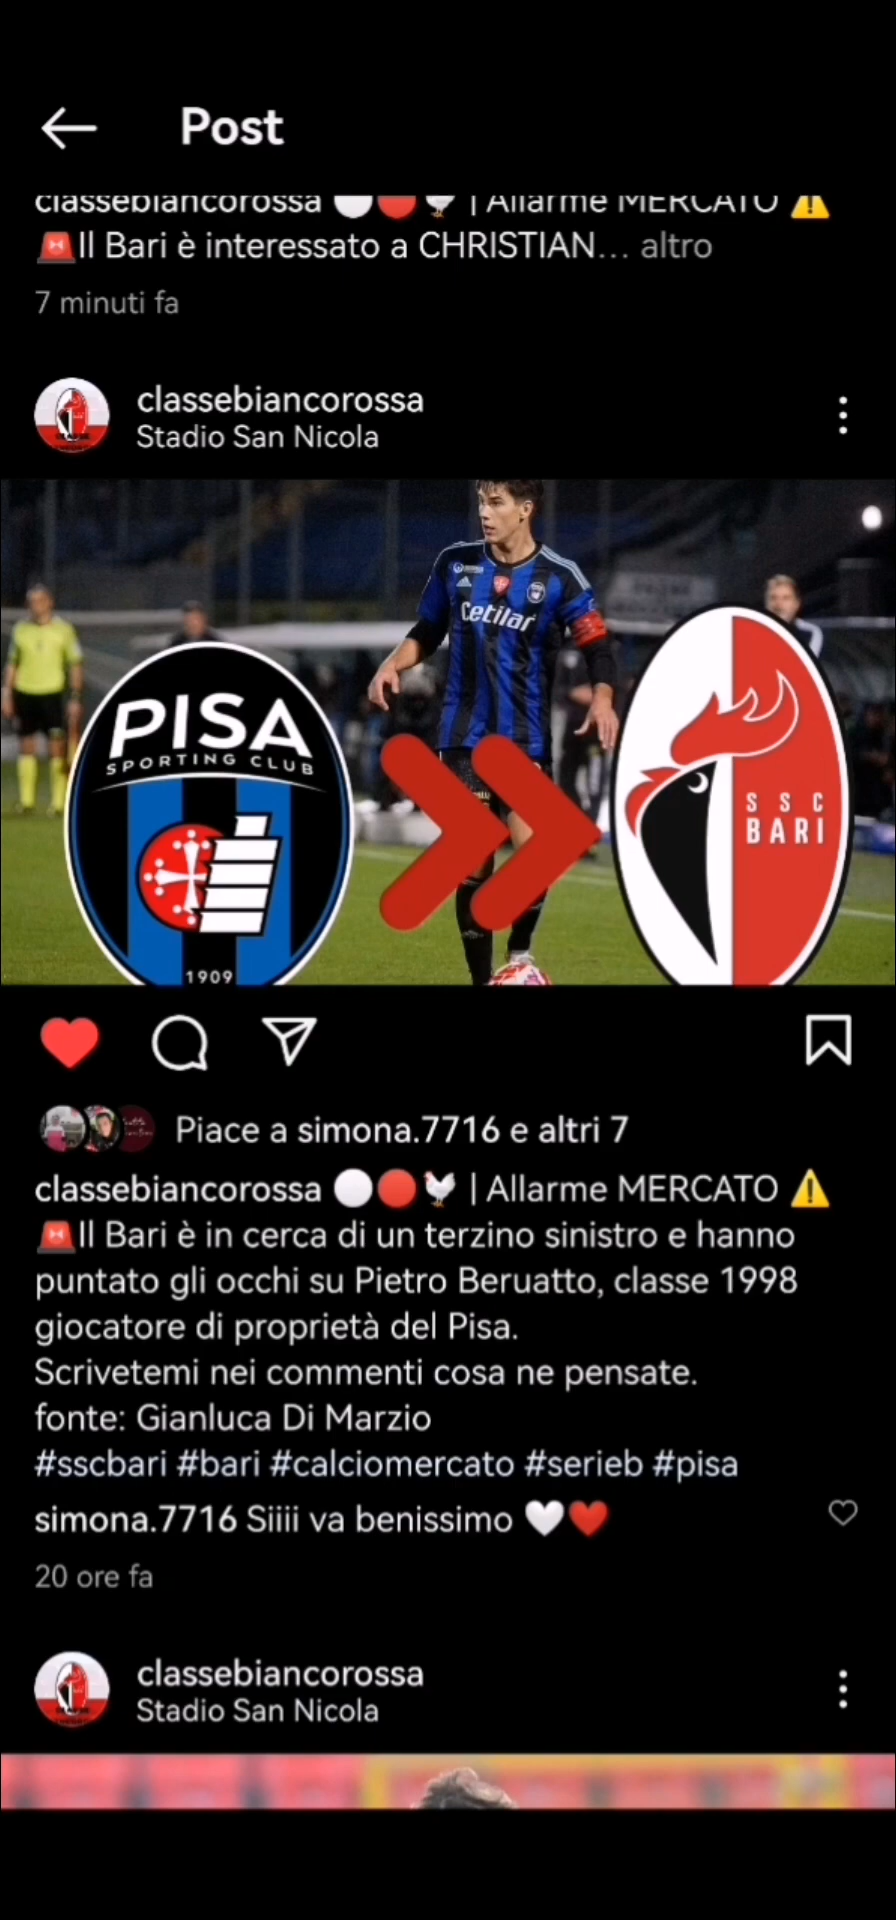 Post
classebiancorossa ⚪🔴🐓 | Allarme MERCATO ⚠️
🚨Il Bari è interessato a CHRISTIAN... altro
7 minuti fa
classebiancorossa
Stadio San Nicola
Cetilar
PISA
SPORTING CLUB
1909
SSC
BARI
Piace a simona.7716 e altri 7
classebiancorossa ⚪🔴🐓 | Allarme MERCATO ⚠️
🚨Il Bari è in cerca di un terzino sinistro e hanno
puntato gli occhi su Pietro Beruatto, classe 1998
giocatore di proprietà del Pisa.
Scrivetemi nei commenti cosa ne pensate.
fonte: Gianluca Di Marzio
#sscbari #bari #calciomercato #serieb #pisa
simona.7716 Siiii va benissimo 🤍❤️
20 ore fa
classebiancorossa
Stadio San Nicola